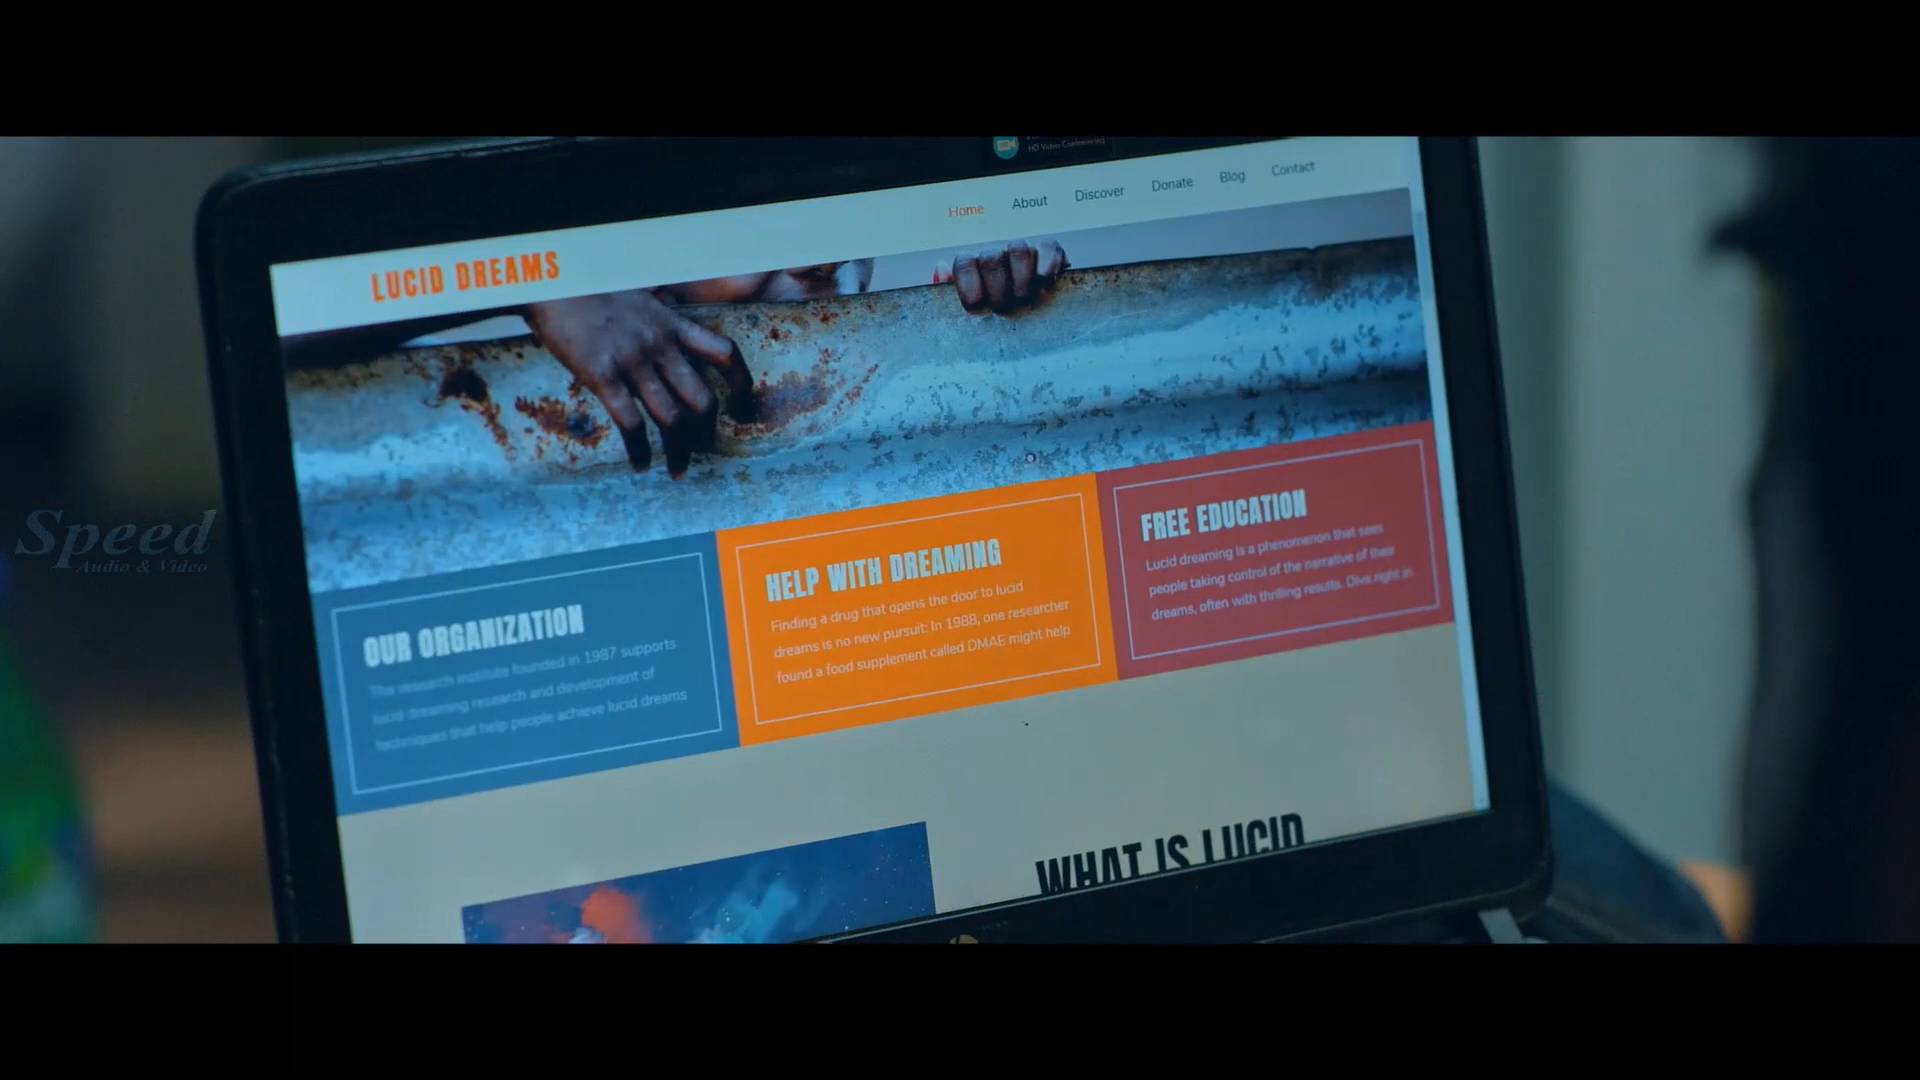 HD Video Conferencing
Home About Discover Donate Blog Contact
LUCID DREAMS
OUR ORGANIZATION
The research institute founded in 1987 supports
lucid dreaming research and development of
techniques that help people achieve lucid dreams
HELP WITH DREAMING
Finding a drug that opens the door to lucid
dreams is no new pursuit: In 1988, one researcher
found a food supplement called DMAE might help
FREE EDUCATION
Lucid dreaming is a phenomenon that sees
people taking control of the narrative of their
dreams, often with thrilling results. Dive right in.
WHAT IS LUCID
Speed
Audio & Video